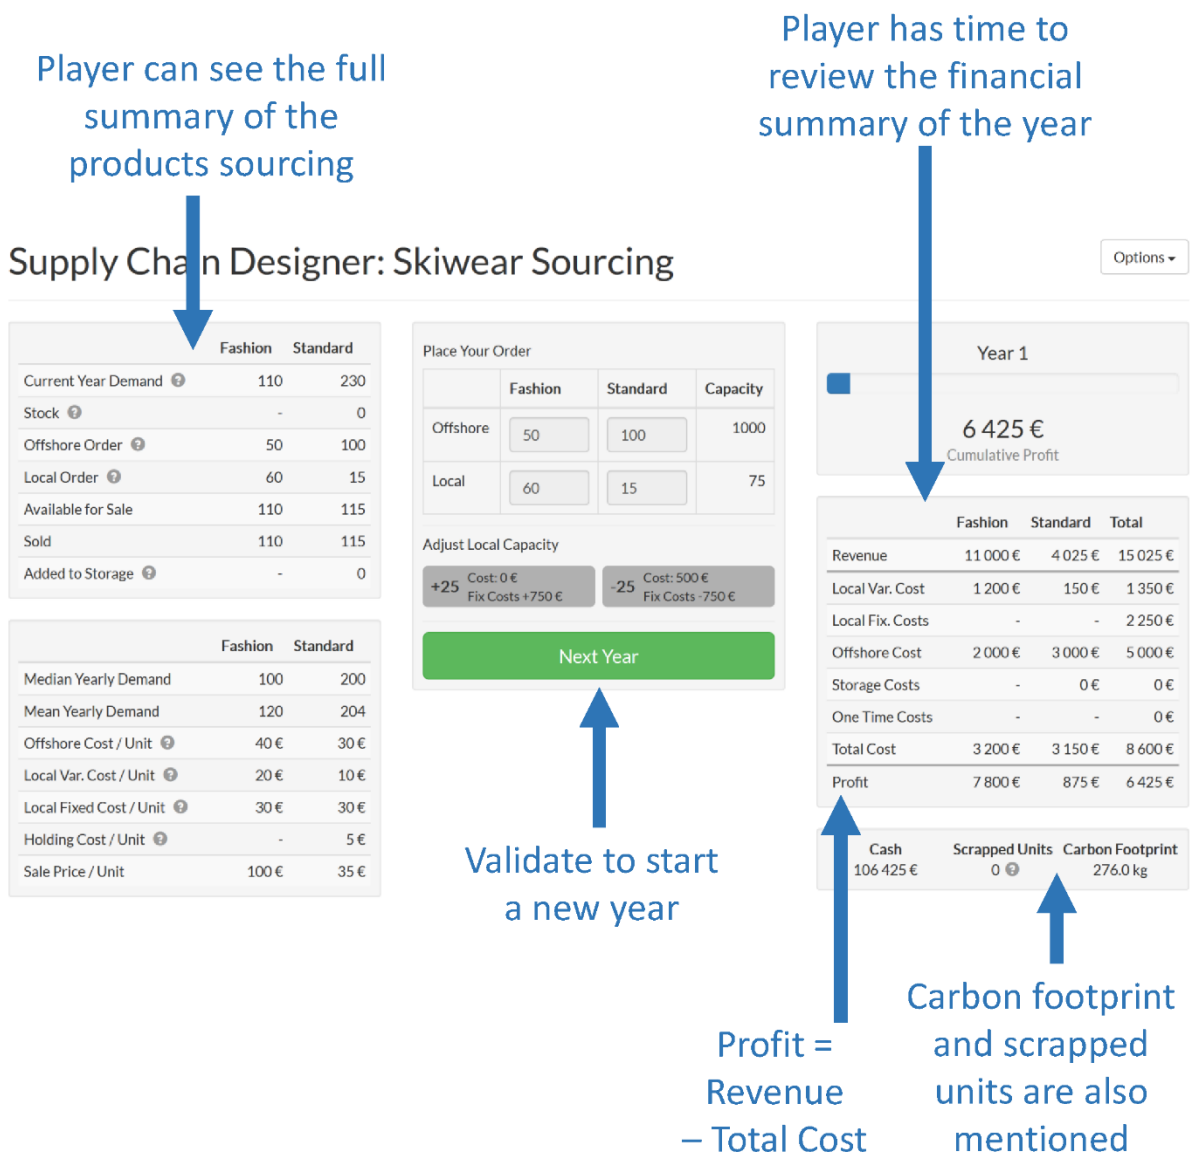 Player can see the full
summary of the
products sourcing
Player has time to
review the financial
summary of the year
Supply Chain Designer: Skiwear Sourcing
Options
Fashion Standard
Current Year Demand ? 110 230
Stock ? - 0
Offshore Order ? 50 100
Local Order ? 60 15
Available for Sale 110 115
Sold 110 115
Added to Storage ? - 0
Fashion Standard
Median Yearly Demand 100 200
Mean Yearly Demand 120 204
Offshore Cost / Unit ? 40 € 30 €
Local Var. Cost / Unit ? 20 € 10 €
Local Fixed Cost / Unit ? 30 € 30 €
Holding Cost / Unit ? - 5 €
Sale Price / Unit 100 € 35 €
Place Your Order
Fashion Standard Capacity
Offshore 50 100 1000
Local 60 15 75
Adjust Local Capacity
+25 Cost: 0 €
Fix Costs +750 €
-25 Cost: 500 €
Fix Costs -750 €
Next Year
Validate to start
a new year
Year 1
6 425 €
Cumulative Profit
Fashion Standard Total
Revenue 11 000 € 4 025 € 15 025 €
Local Var. Cost 1 200 € 150 € 1 350 €
Local Fix. Costs - - 2 250 €
Offshore Cost 2 000 € 3 000 € 5 000 €
Storage Costs - 0 € 0 €
One Time Costs - - 0 €
Total Cost 3 200 € 3 150 € 8 600 €
Profit 7 800 € 875 € 6 425 €
Cash Scrapped Units Carbon Footprint
106 425 € 0 ? 276.0 kg
Profit =
Revenue
– Total Cost
Carbon footprint
and scrapped
units are also
mentioned